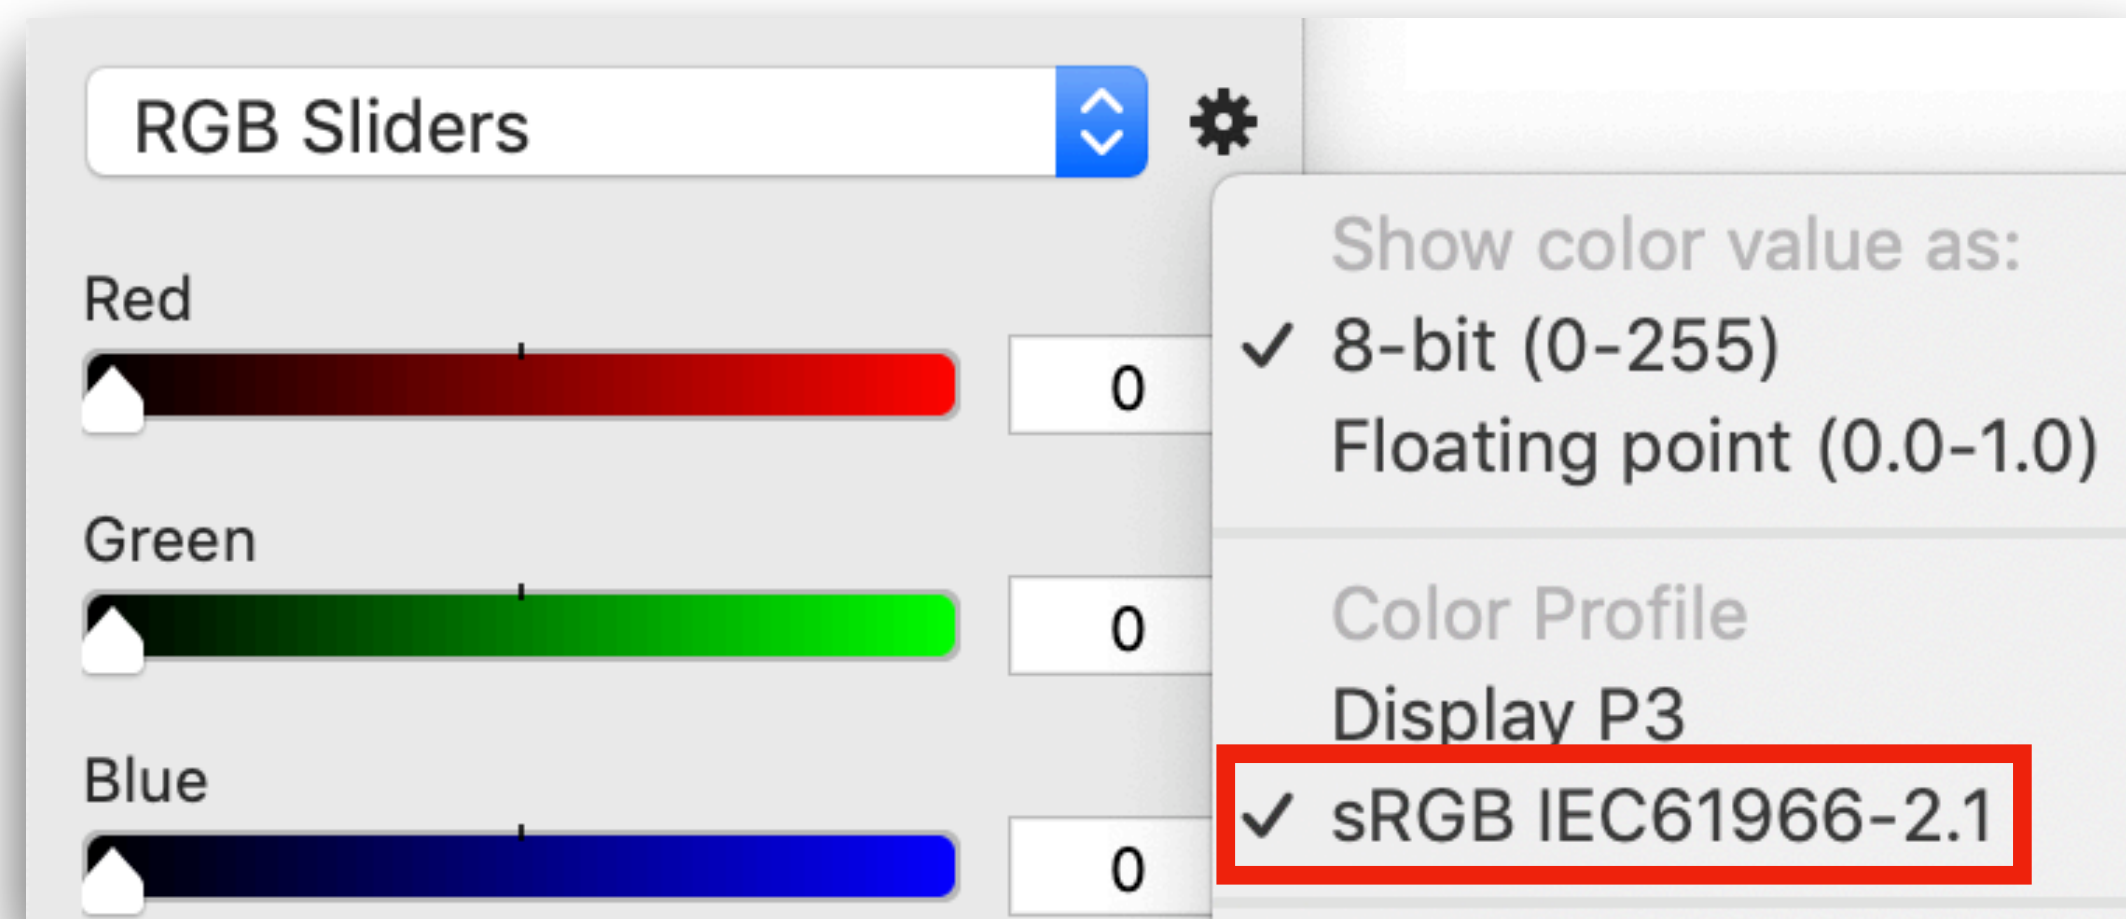 RGB Sliders
Red
0
Green
0
Blue
0
Show color value as:
✓ 8-bit (0-255)
Floating point (0.0-1.0)
Color Profile
Display P3
✓ sRGB IEC61966-2.1